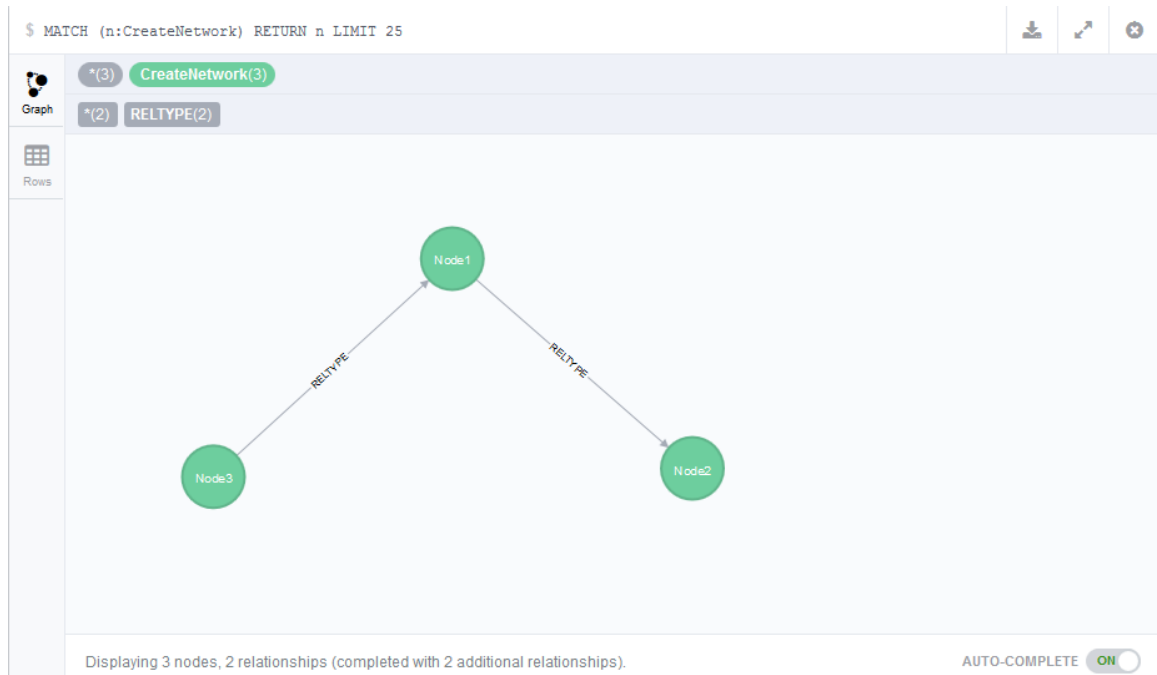 $ MATCH (n:CreateNetwork) RETURN n LIMIT 25
*(3) CreateNetwork(3)
Graph
*(2) RELTYPE(2)
Rows
Node1
RELTYPE
RELTYPE
Node3
Node2
Displaying 3 nodes, 2 relationships (completed with 2 additional relationships).
AUTO-COMPLETE ON